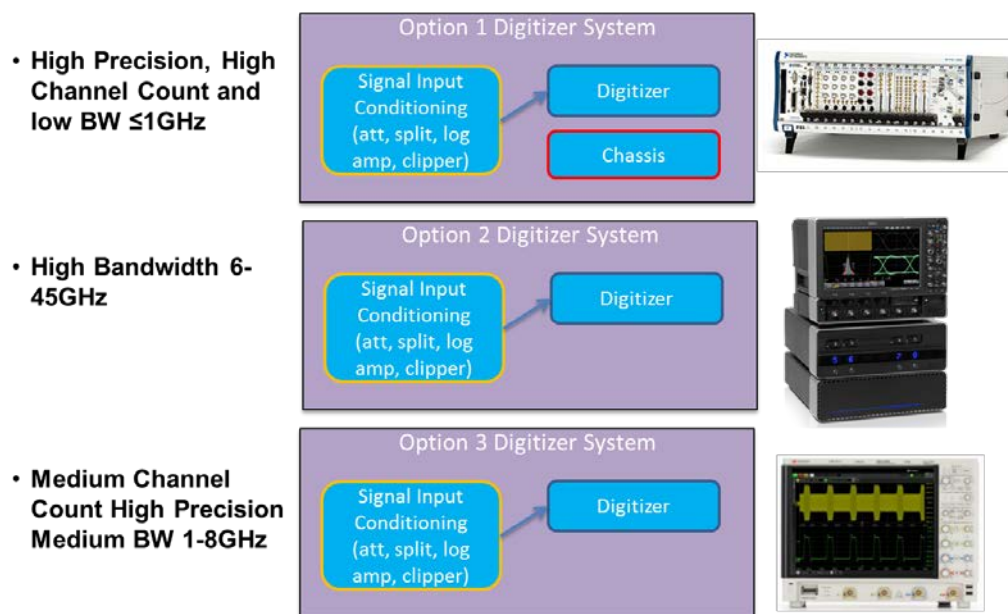 Option 1 Digitizer System
• High Precision, High
Channel Count and
low BW ≤1GHz
Signal Input
Conditioning
(att, split, log
amp, clipper)
Digitizer
Chassis
Option 2 Digitizer System
• High Bandwidth 6-
45GHz
Signal Input
Conditioning
(att, split, log
amp, clipper)
Digitizer
Option 3 Digitizer System
• Medium Channel
Count High Precision
Medium BW 1-8GHz
Signal Input
Conditioning
(att, split, log
amp, clipper)
Digitizer